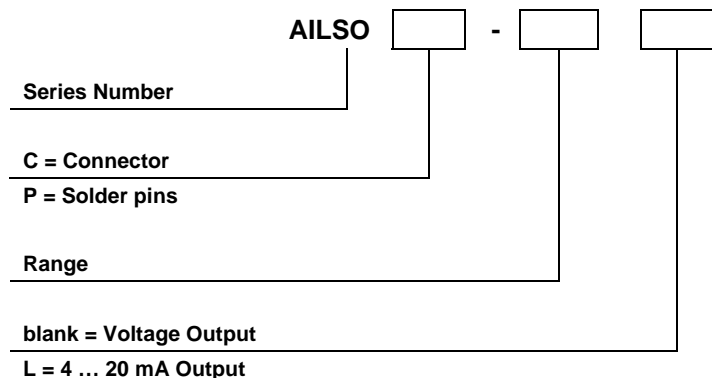 AILSO -
Series Number
C = Connector
P = Solder pins
Range
blank = Voltage Output
L = 4 … 20 mA Output